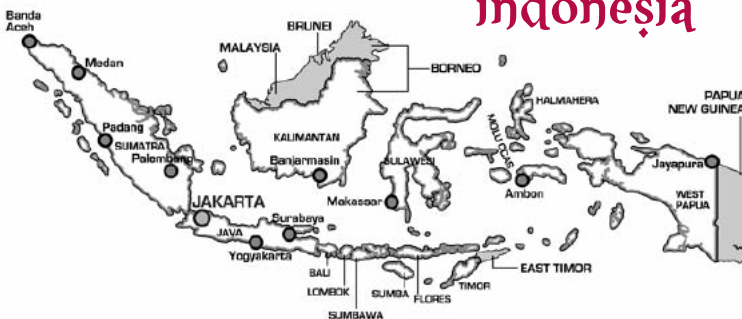 indonesia
Banda
Aceh
BRUNEI
MALAYSIA
Medan
BORNEO
HALMAHERA
PAPUA
NEW GUINEA
MOLUCCAS
Padang
SUMATRA
Palembang
KALIMANTAN
Banjarmasin
SULAWESI
Jayapura
Ambon
WEST
PAPUA
JAKARTA
Makassar
Surabaya
JAVA
Yogyakarta
BALI
EAST TIMOR
LOMBOK
SUMBA
FLORES
TIMOR
SUMBAWA